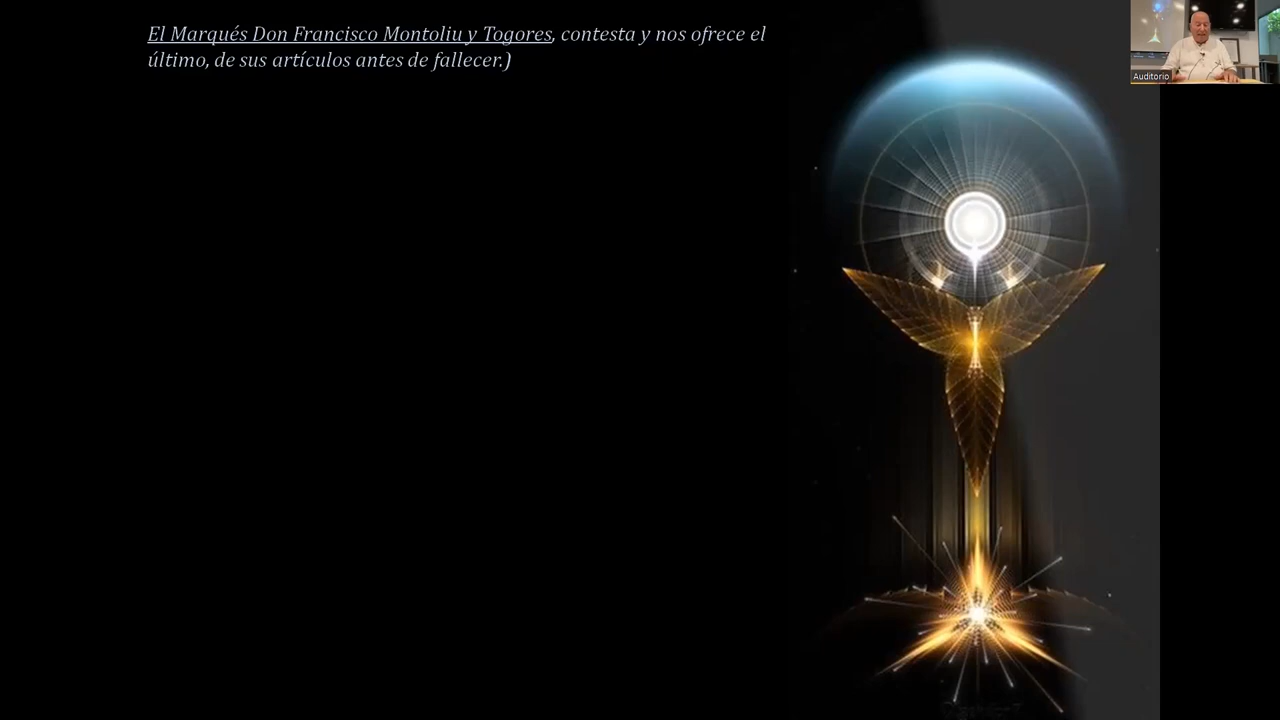 El Marqués Don Francisco Montoliu y Togores, contesta y nos ofrece el
último, de sus artículos antes de fallecer.)
Auditorio